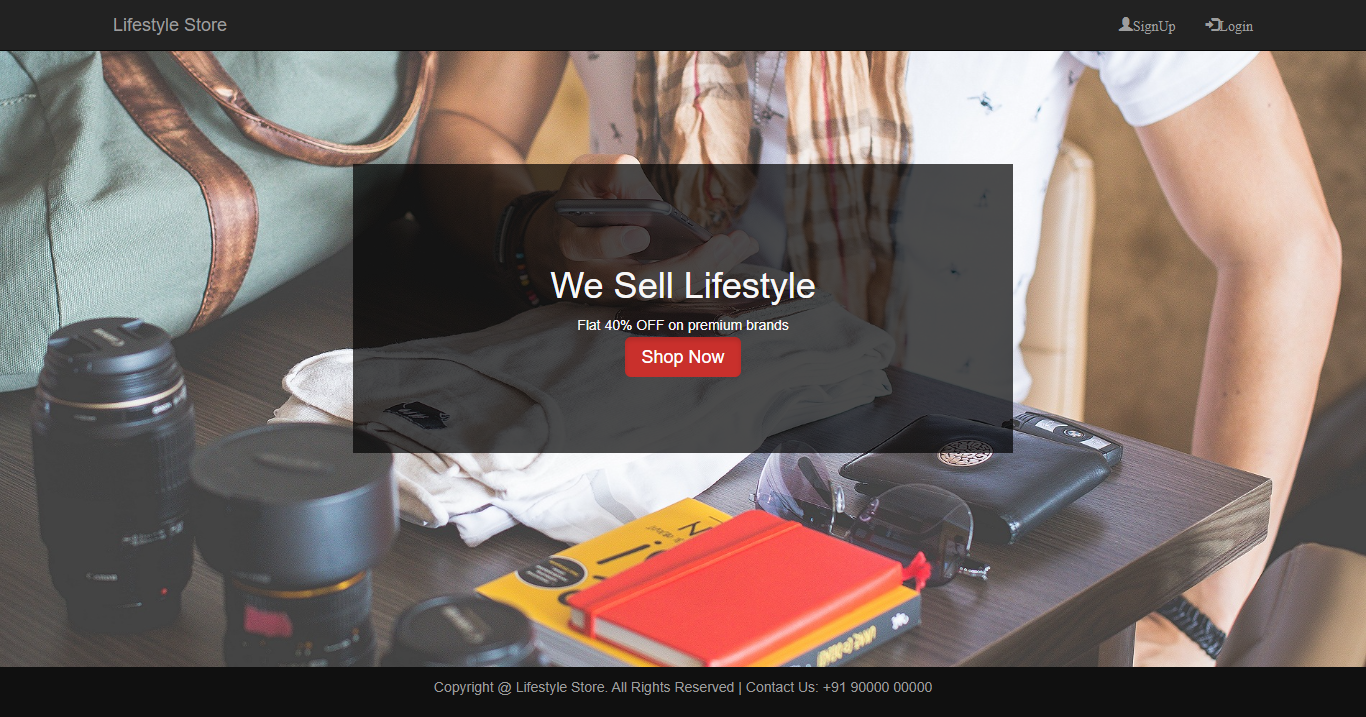 Lifestyle Store
SignUp
Login
We Sell Lifestyle
Flat 40% OFF on premium brands
Shop Now
Copyright @ Lifestyle Store. All Rights Reserved | Contact Us: +91 90000 00000